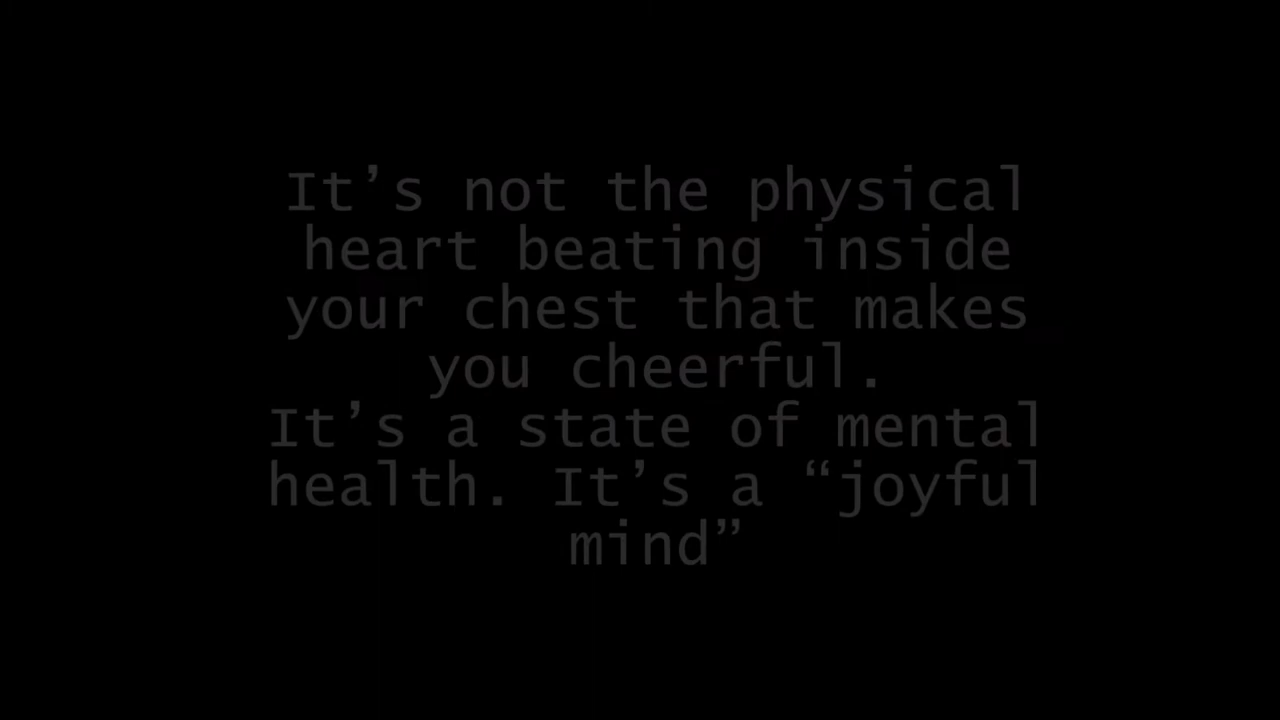 It’s not the physical
heart beating inside
your chest that makes
you cheerful.
It’s a state of mental
health. It’s a “joyful
mind”